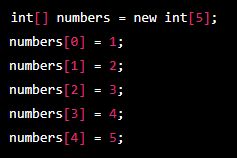 int[] numbers = new int[5];
numbers[0] = 1;
numbers[1] = 2;
numbers[2] = 3;
numbers[3] = 4;
numbers[4] = 5;